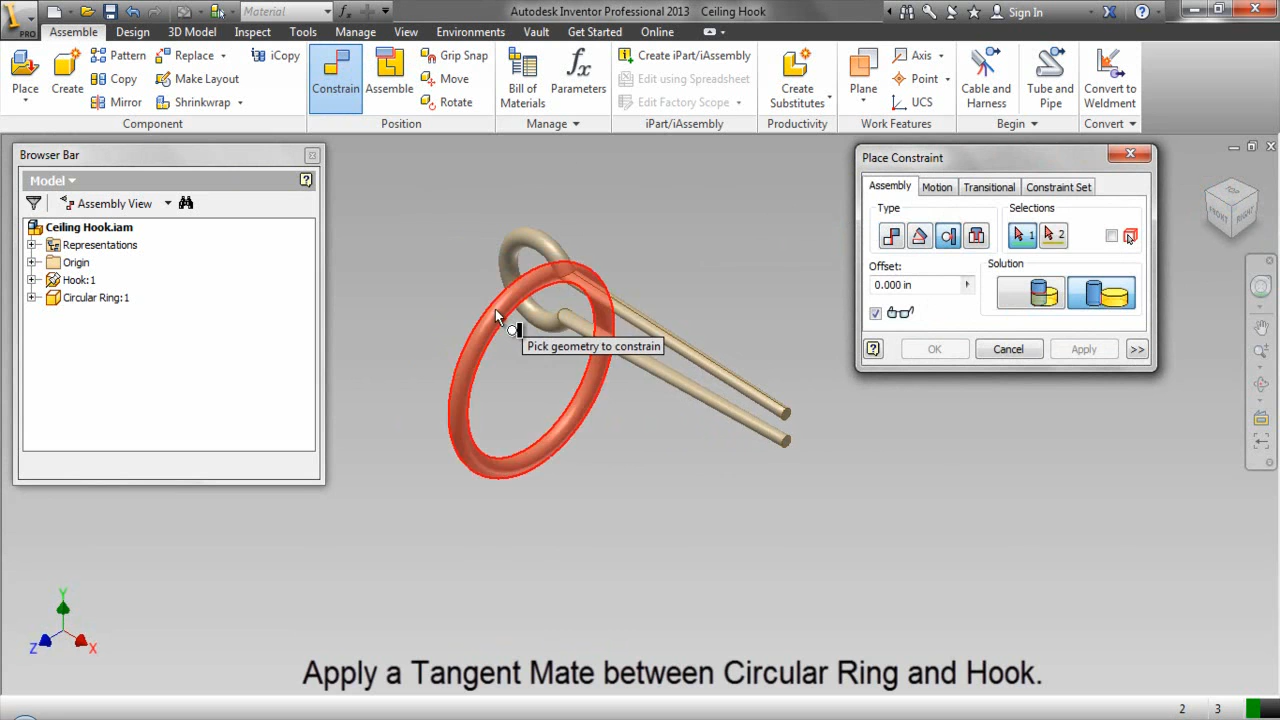 Material
Autodesk Inventor Professional 2013 Ceiling Hook
Sign In
PRO
Assemble Design 3D Model Inspect Tools Manage View Environments Vault Get Started Online
Place
Create
Pattern
Copy
Mirror
Replace
Make Layout
Shrinkwrap
iCopy
Component
Constrain
Assemble
Grip Snap
Move
Rotate
Position
Bill of
Materials
Parameters
Manage
Create iPart/iAssembly
Edit using Spreadsheet
Edit Factory Scope
iPart/iAssembly
Create
Substitutes
Productivity
Plane
Axis
Point
UCS
Work Features
Cable and
Harness
Tube and
Pipe
Begin
Convert to
Weldment
Convert
Browser Bar
Model
Assembly View
Ceiling Hook.iam
Representations
Origin
Hook:1
Circular Ring:1
Pick geometry to constrain
Place Constraint
Assembly Motion Transitional Constraint Set
Type
Selections
1
2
Offset:
0.000 in
Solution
OK
Cancel
Apply
>>
FRONT
RIGHT
Y
Z
X
Apply a Tangent Mate between Circular Ring and Hook.
2 3